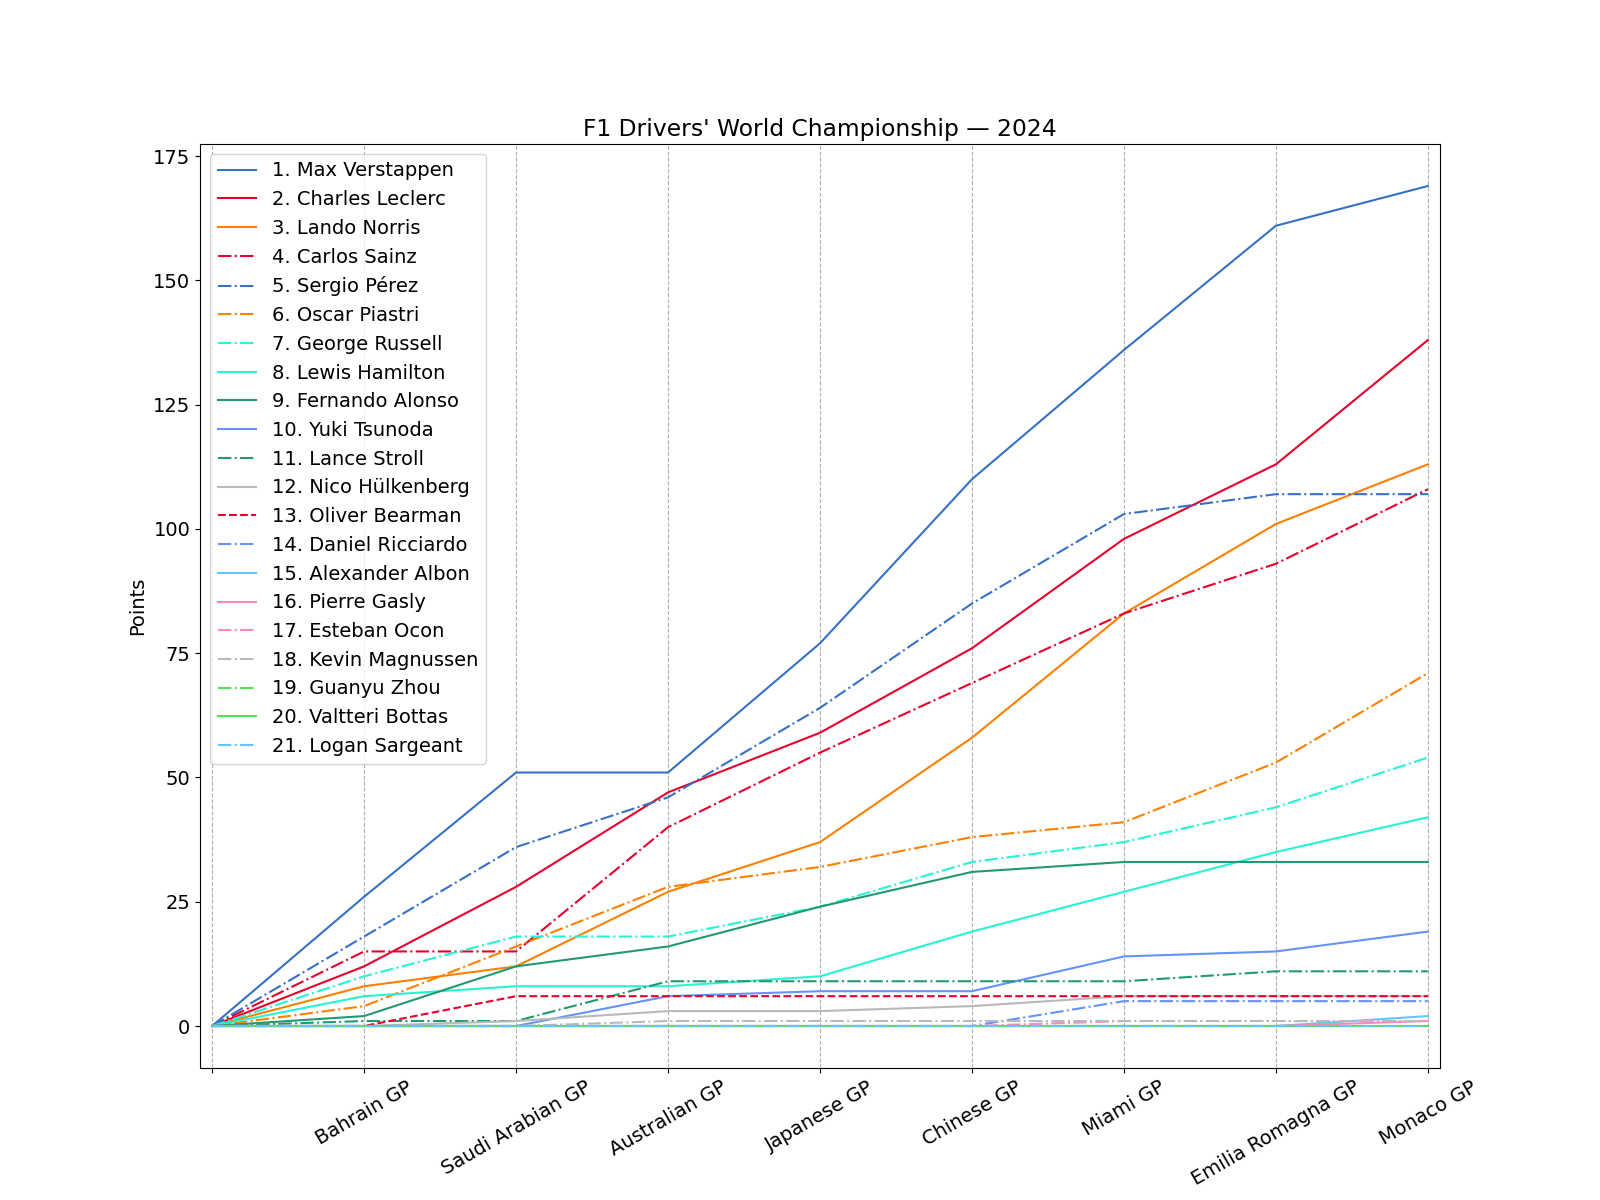 F1 Drivers' World Championship — 2024
Points
175
150
125
100
75
50
25
0
1. Max Verstappen
2. Charles Leclerc
3. Lando Norris
4. Carlos Sainz
5. Sergio Pérez
6. Oscar Piastri
7. George Russell
8. Lewis Hamilton
9. Fernando Alonso
10. Yuki Tsunoda
11. Lance Stroll
12. Nico Hülkenberg
13. Oliver Bearman
14. Daniel Ricciardo
15. Alexander Albon
16. Pierre Gasly
17. Esteban Ocon
18. Kevin Magnussen
19. Guanyu Zhou
20. Valtteri Bottas
21. Logan Sargeant
Bahrain GP
Saudi Arabian GP
Australian GP
Japanese GP
Chinese GP
Miami GP
Emilia Romagna GP
Monaco GP